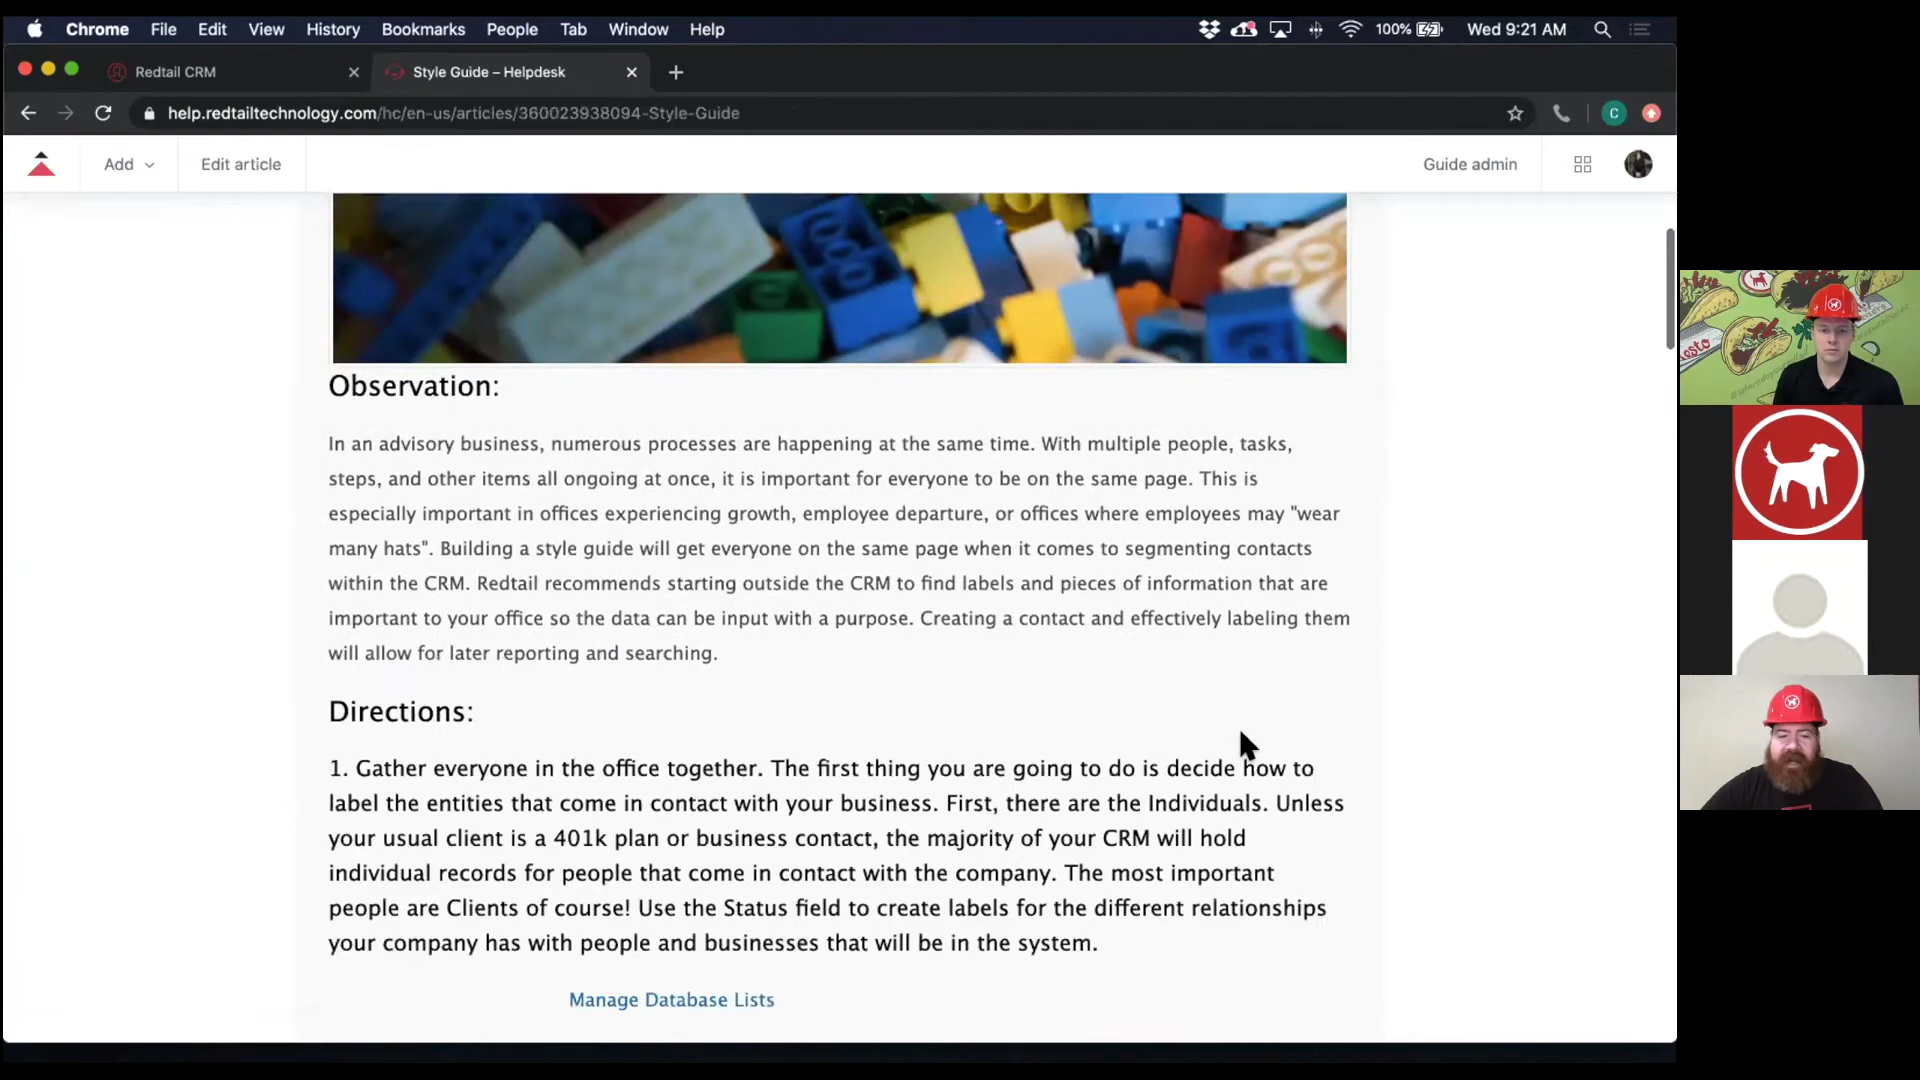 Chrome File Edit View History Bookmarks People Tab Window Help 100% Wed 9:21 AM
Redtail CRM
Style Guide – Helpdesk
help.redtailtechnology.com/hc/en-us/articles/360023938094-Style-Guide
C
Add
Edit article
Guide admin
Observation:
In an advisory business, numerous processes are happening at the same time. With multiple people, tasks,
steps, and other items all ongoing at once, it is important for everyone to be on the same page. This is
especially important in offices experiencing growth, employee departure, or offices where employees may "wear
many hats". Building a style guide will get everyone on the same page when it comes to segmenting contacts
within the CRM. Redtail recommends starting outside the CRM to find labels and pieces of information that are
important to your office so the data can be input with a purpose. Creating a contact and effectively labeling them
will allow for later reporting and searching.
Directions:
1. Gather everyone in the office together. The first thing you are going to do is decide how to
label the entities that come in contact with your business. First, there are the Individuals. Unless
your usual client is a 401k plan or business contact, the majority of your CRM will hold
individual records for people that come in contact with the company. The most important
people are Clients of course! Use the Status field to create labels for the different relationships
your company has with people and businesses that will be in the system.
Manage Database Lists